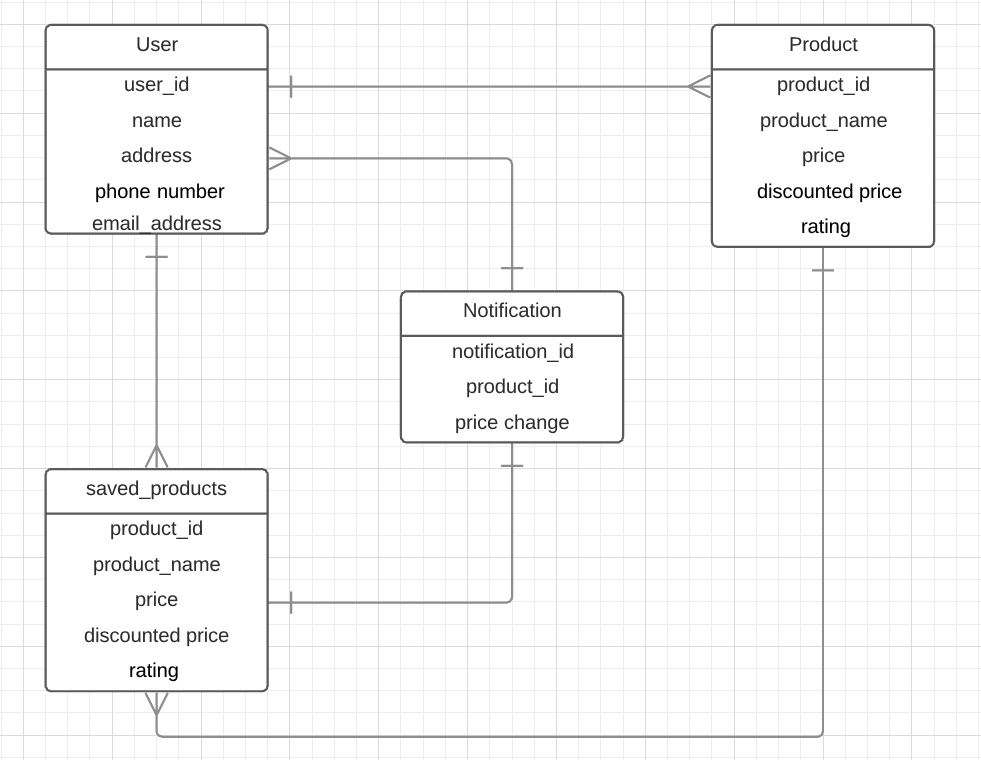 User
user_id
name
address
phone number
email_address
Product
product_id
product_name
price
discounted price
rating
Notification
notification_id
product_id
price change
saved_products
product_id
product_name
price
discounted price
rating